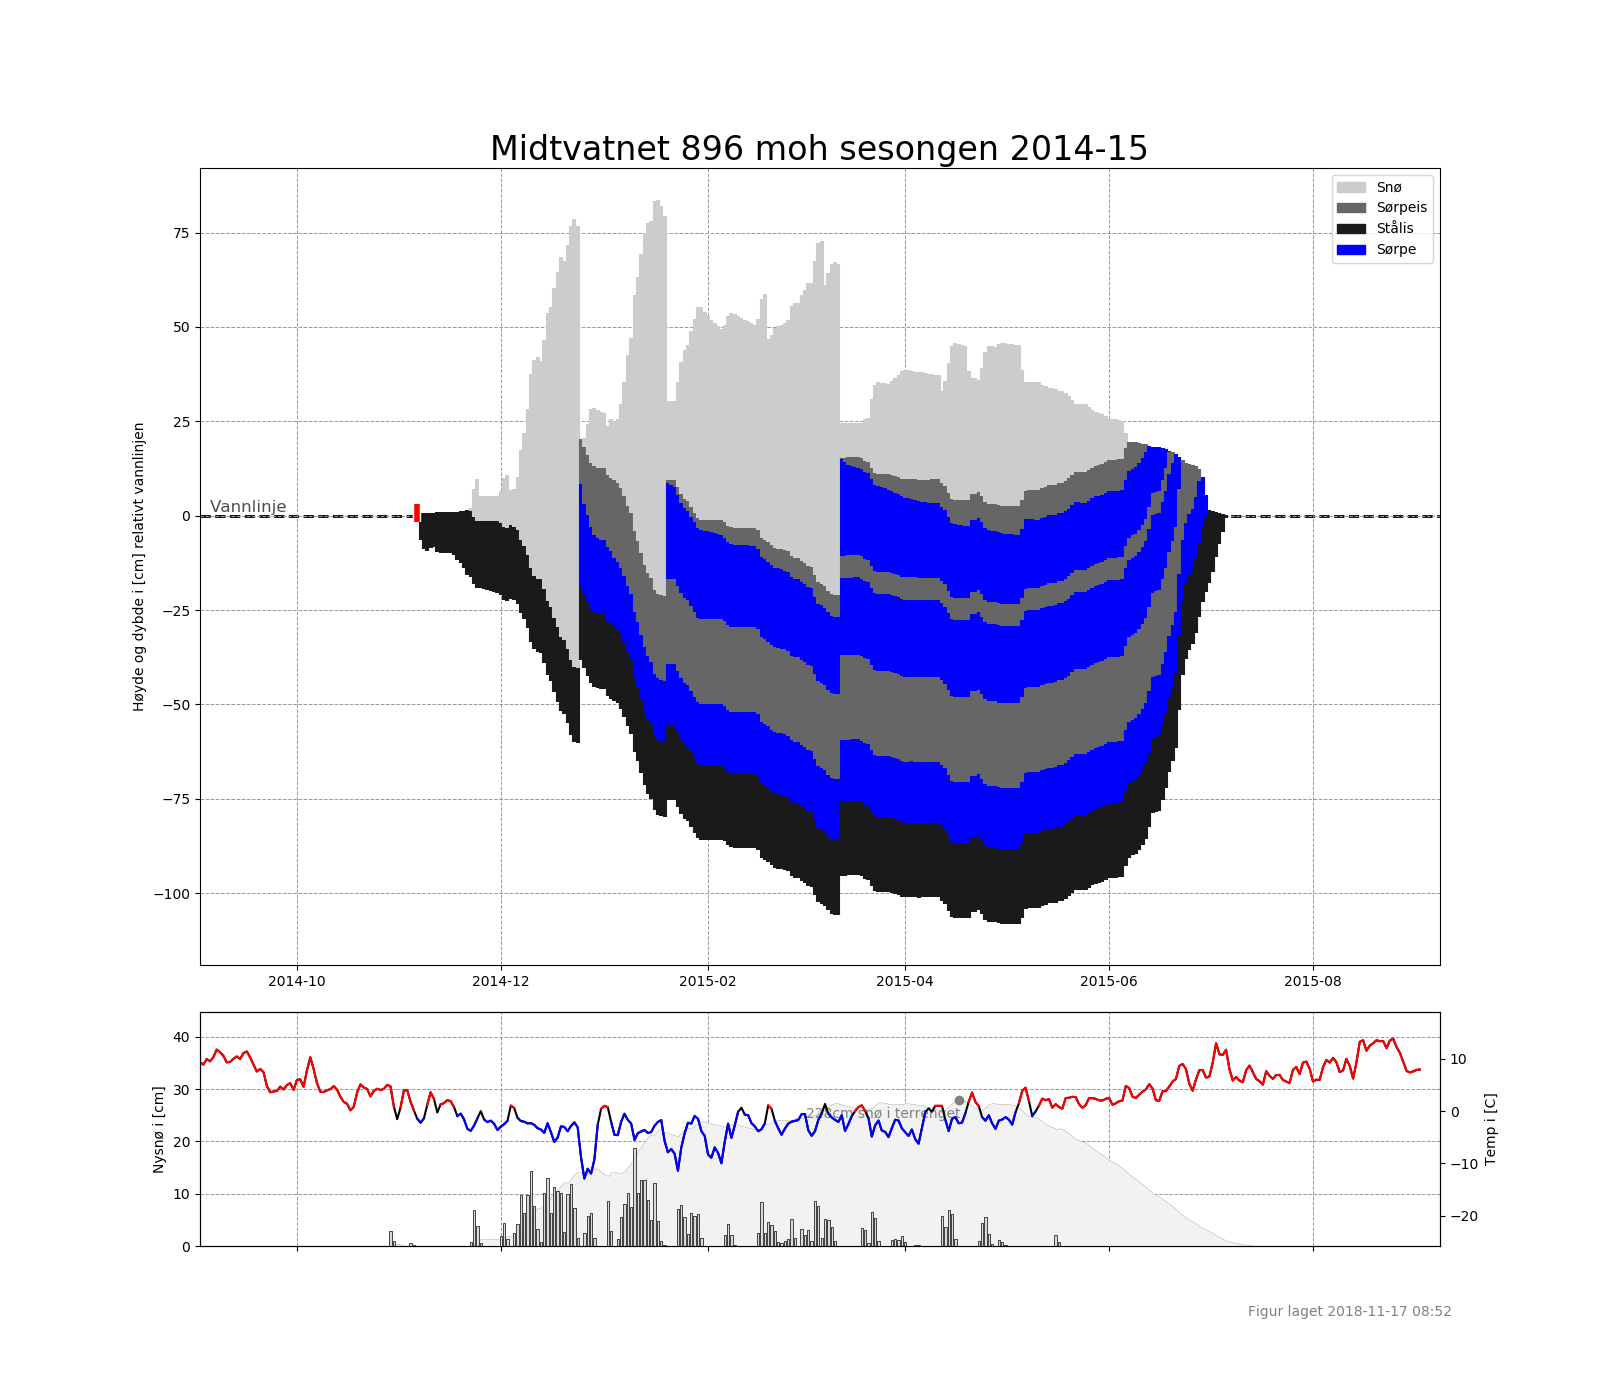 Midtvatnet 896 moh sesongen 2014-15
Snø
Sørpeis
Stålis
Sørpe
Høyde og dybde i [cm] relativt vannlinjen
75
50
25
0
−25
−50
−75
−100
Vannlinje
2014-10
2014-12
2015-02
2015-04
2015-06
2015-08
Nysnø i [cm]
40
30
20
10
0
228cm snø i terrenget
10
0
−10
−20
Temp i [C]
Figur laget 2018-11-17 08:52